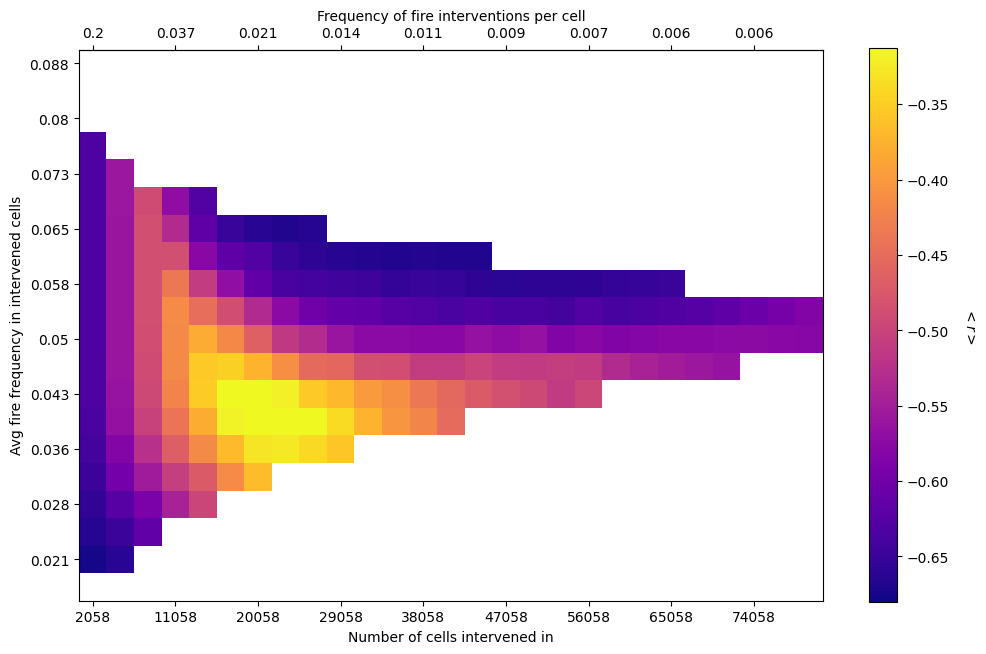 Frequency of fire interventions per cell
0.2 0.037 0.021 0.014 0.011 0.009 0.007 0.006 0.006
0.088
0.08
0.073
0.065
0.058
0.05
0.043
0.036
0.028
0.021
Avg fire frequency in intervened cells
2058 11058 20058 29058 38058 47058 56058 65058 74058
Number of cells intervened in
−0.35
−0.40
−0.45
−0.50
−0.55
−0.60
−0.65
< r >